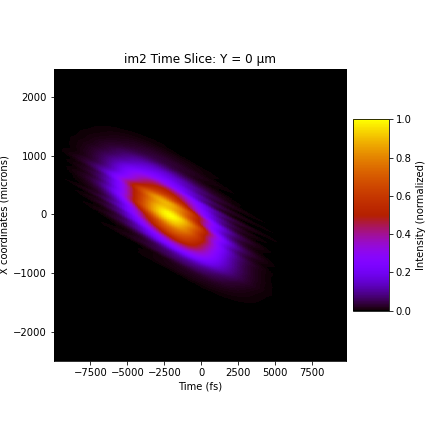 im2 Time Slice: Y = 0 μm
X coordinates (microns)
2000
1000
0
−1000
−2000
−7500 −5000 −2500 0 2500 5000 7500
Time (fs)
1.0
0.8
0.6
0.4
0.2
0.0
Intensity (normalized)